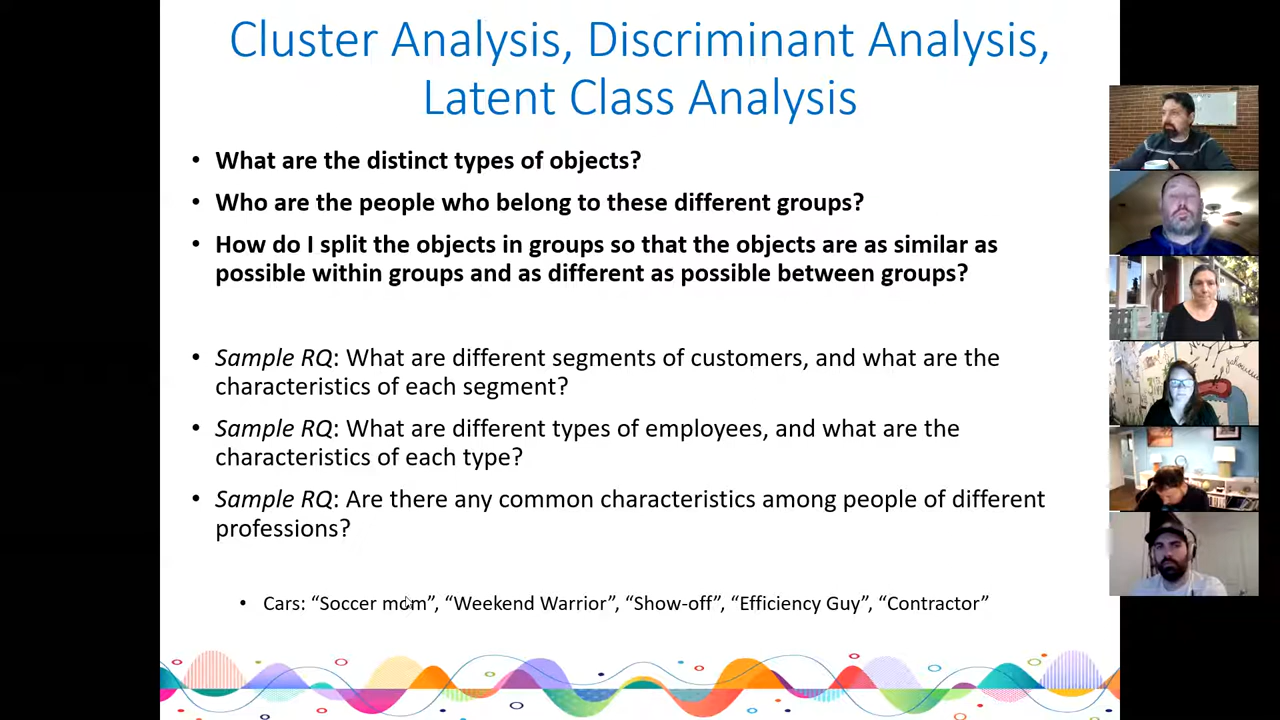 Cluster Analysis, Discriminant Analysis,
Latent Class Analysis
• What are the distinct types of objects?
• Who are the people who belong to these different groups?
• How do I split the objects in groups so that the objects are as similar as
possible within groups and as different as possible between groups?
• Sample RQ: What are different segments of customers, and what are the
characteristics of each segment?
• Sample RQ: What are different types of employees, and what are the
characteristics of each type?
• Sample RQ: Are there any common characteristics among people of different
professions?
• Cars: “Soccer mom”, “Weekend Warrior”, “Show-off”, “Efficiency Guy”, “Contractor”